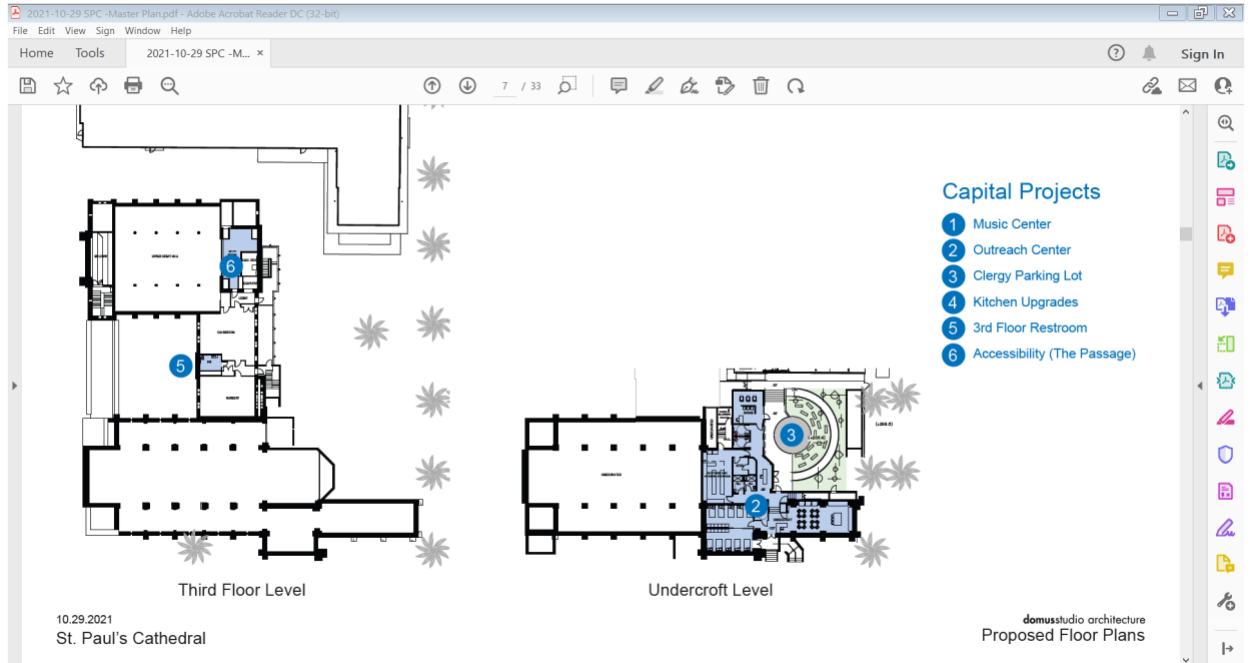 2021-10-29 SPC -Master Plan.pdf - Adobe Acrobat Reader DC (32-bit)
File Edit View Sign Window Help
Home Tools 2021-10-29 SPC -M... ×
Sign In
7 / 33
Capital Projects
1 Music Center
2 Outreach Center
3 Clergy Parking Lot
4 Kitchen Upgrades
5 3rd Floor Restroom
6 Accessibility (The Passage)
6
5
3
2
Third Floor Level
Undercroft Level
10.29.2021
St. Paul's Cathedral
domusstudio architecture
Proposed Floor Plans